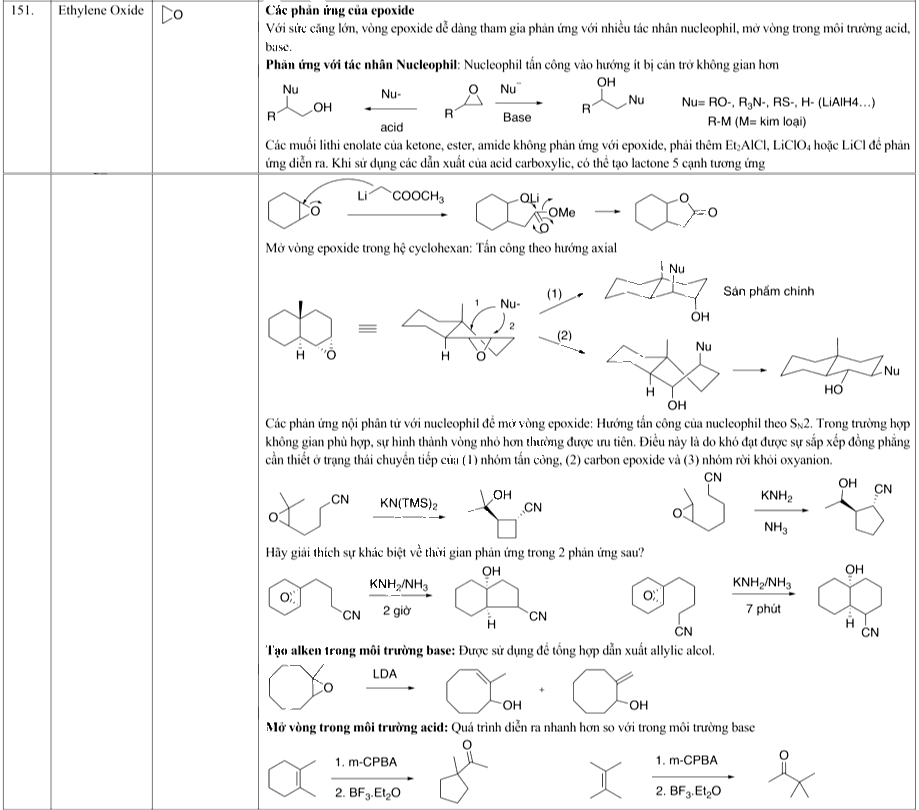 151. Ethylene Oxide O Các phản ứng của epoxide
Với sức căng lớn, vòng epoxide dễ dàng tham gia phản ứng với nhiều tác nhân nucleophil, mở vòng trong môi trường acid,
base.
Phản ứng với tác nhân Nucleophil: Nucleophil tấn công vào hướng ít bị cản trở không gian hơn
Nu OH R Nu- acid O R Nu⁻ Base OH R Nu Nu= RO-, R₃N-, RS-, H- (LiAlH4...)
R-M (M= kim loại)
Các muối lithi enolate của ketone, ester, amide không phản ứng với epoxide, phải thêm Et₂AlCl, LiClO₄ hoặc LiCl để phản
ứng diễn ra. Khi sử dụng các dẫn xuất của acid carboxylic, có thể tạo lactone 5 cạnh tương ứng
O Li COOCH₃ OLi OMe O O O
Mở vòng epoxide trong hệ cyclohexan: Tấn công theo hướng axial
H O H O 1 Nu- 2 (1) Nu OH Sản phẩm chính
(2) Nu H OH HO Nu
Các phản ứng nội phân tử với nucleophil để mở vòng epoxide: Hướng tấn công của nucleophil theo Sɴ2. Trong trường hợp
không gian phù hợp, sự hình thành vòng nhỏ hơn thường được ưu tiên. Điều này là do khó đạt được sự sắp xếp đồng phẳng
cần thiết ở trạng thái chuyển tiếp của (1) nhóm tấn công, (2) carbon epoxide và (3) nhóm rời khỏi oxyanion.
O CN KN(TMS)₂ OH CN O CN KNH₂ NH₃ OH CN
Hãy giải thích sự khác biệt về thời gian phản ứng trong 2 phản ứng sau?
O CN KNH₂/NH₃ 2 giờ OH H CN O CN KNH₂/NH₃ 7 phút OH H CN
Tạo alken trong môi trường base: Được sử dụng để tổng hợp dẫn xuất allylic alcol.
O LDA OH + OH
Mở vòng trong môi trường acid: Quá trình diễn ra nhanh hơn so với trong môi trường base
1. m-CPBA O 1. m-CPBA O
2. BF₃.Et₂O 2. BF₃.Et₂O